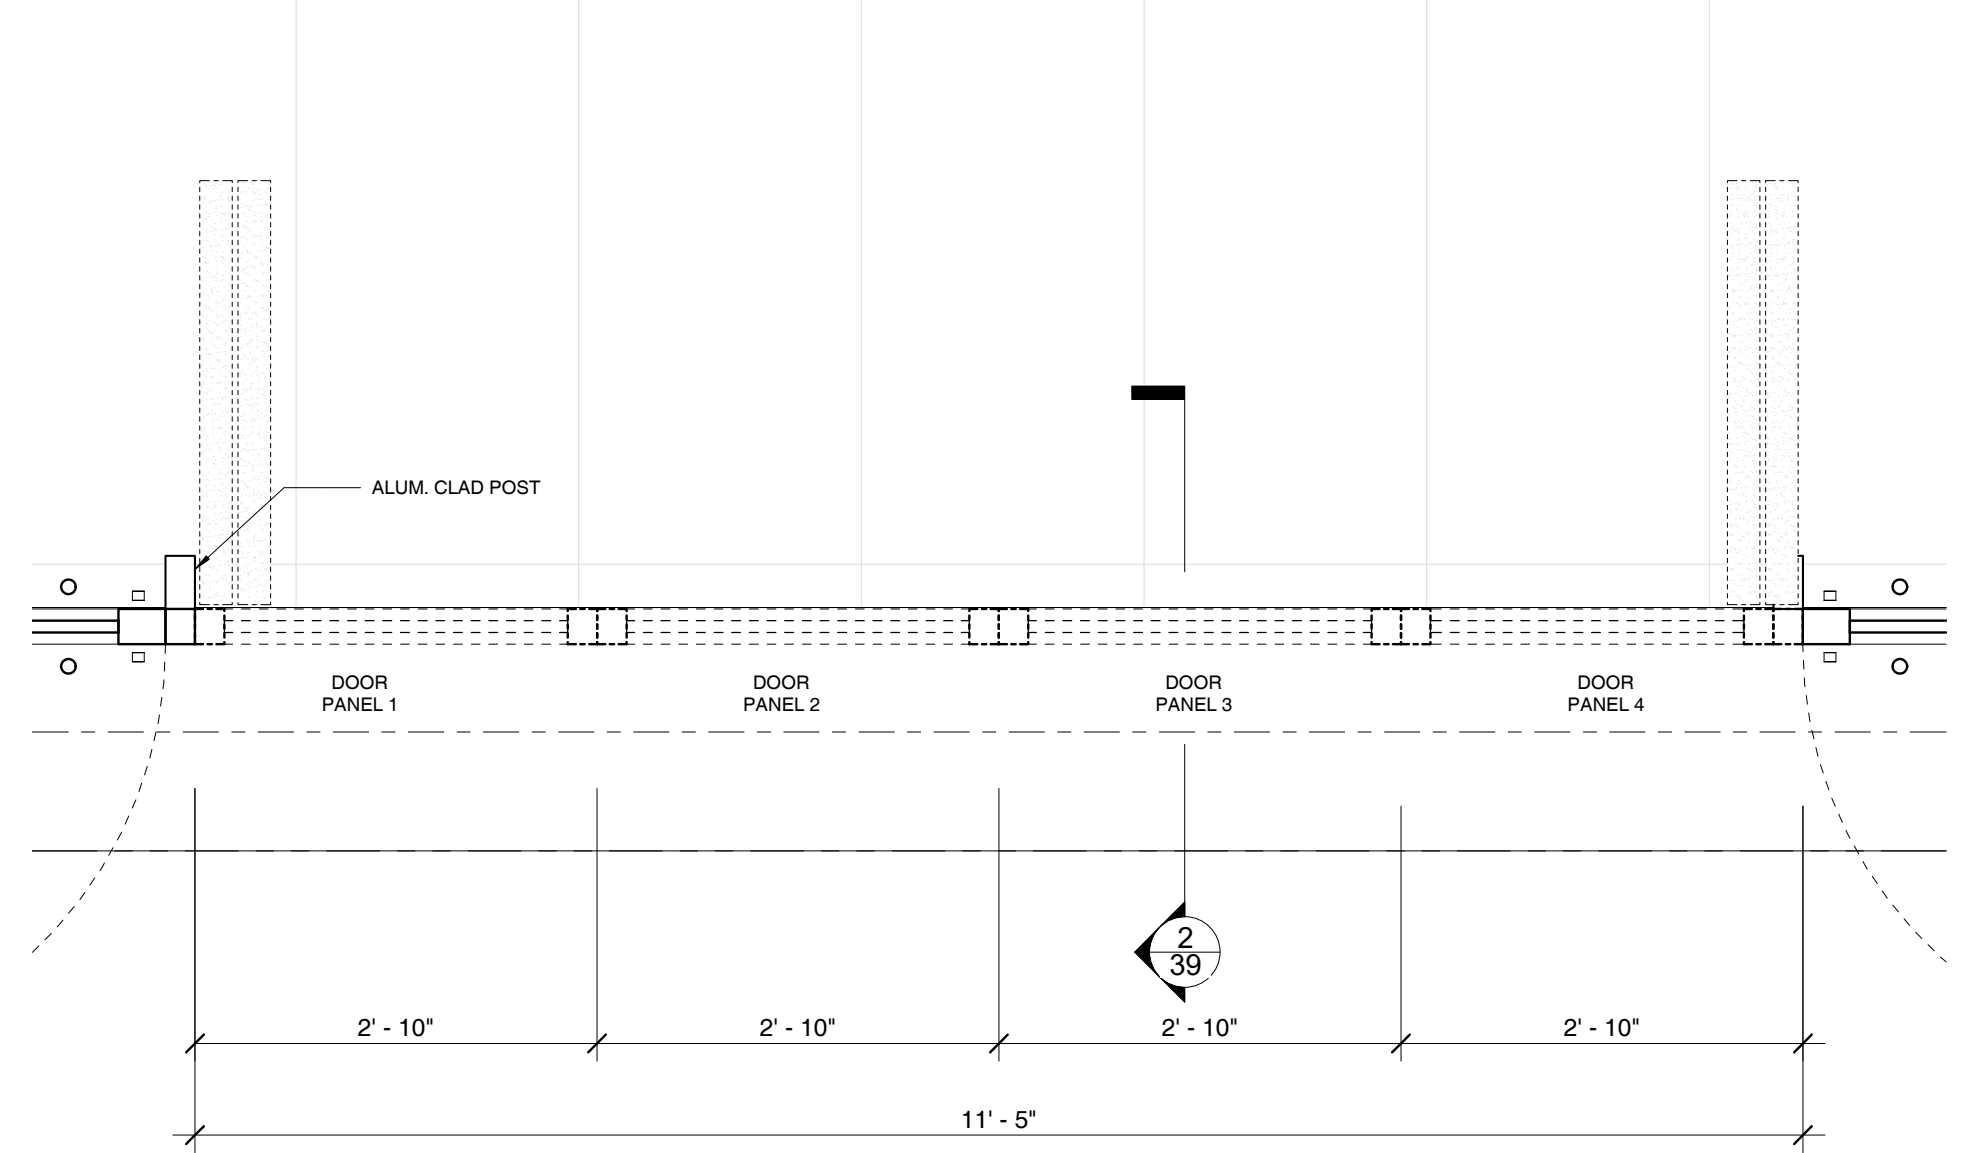 ALUM. CLAD POST
DOOR
PANEL 1
DOOR
PANEL 2
DOOR
PANEL 3
DOOR
PANEL 4
2
39
2' - 10"
2' - 10"
2' - 10"
2' - 10"
11' - 5"